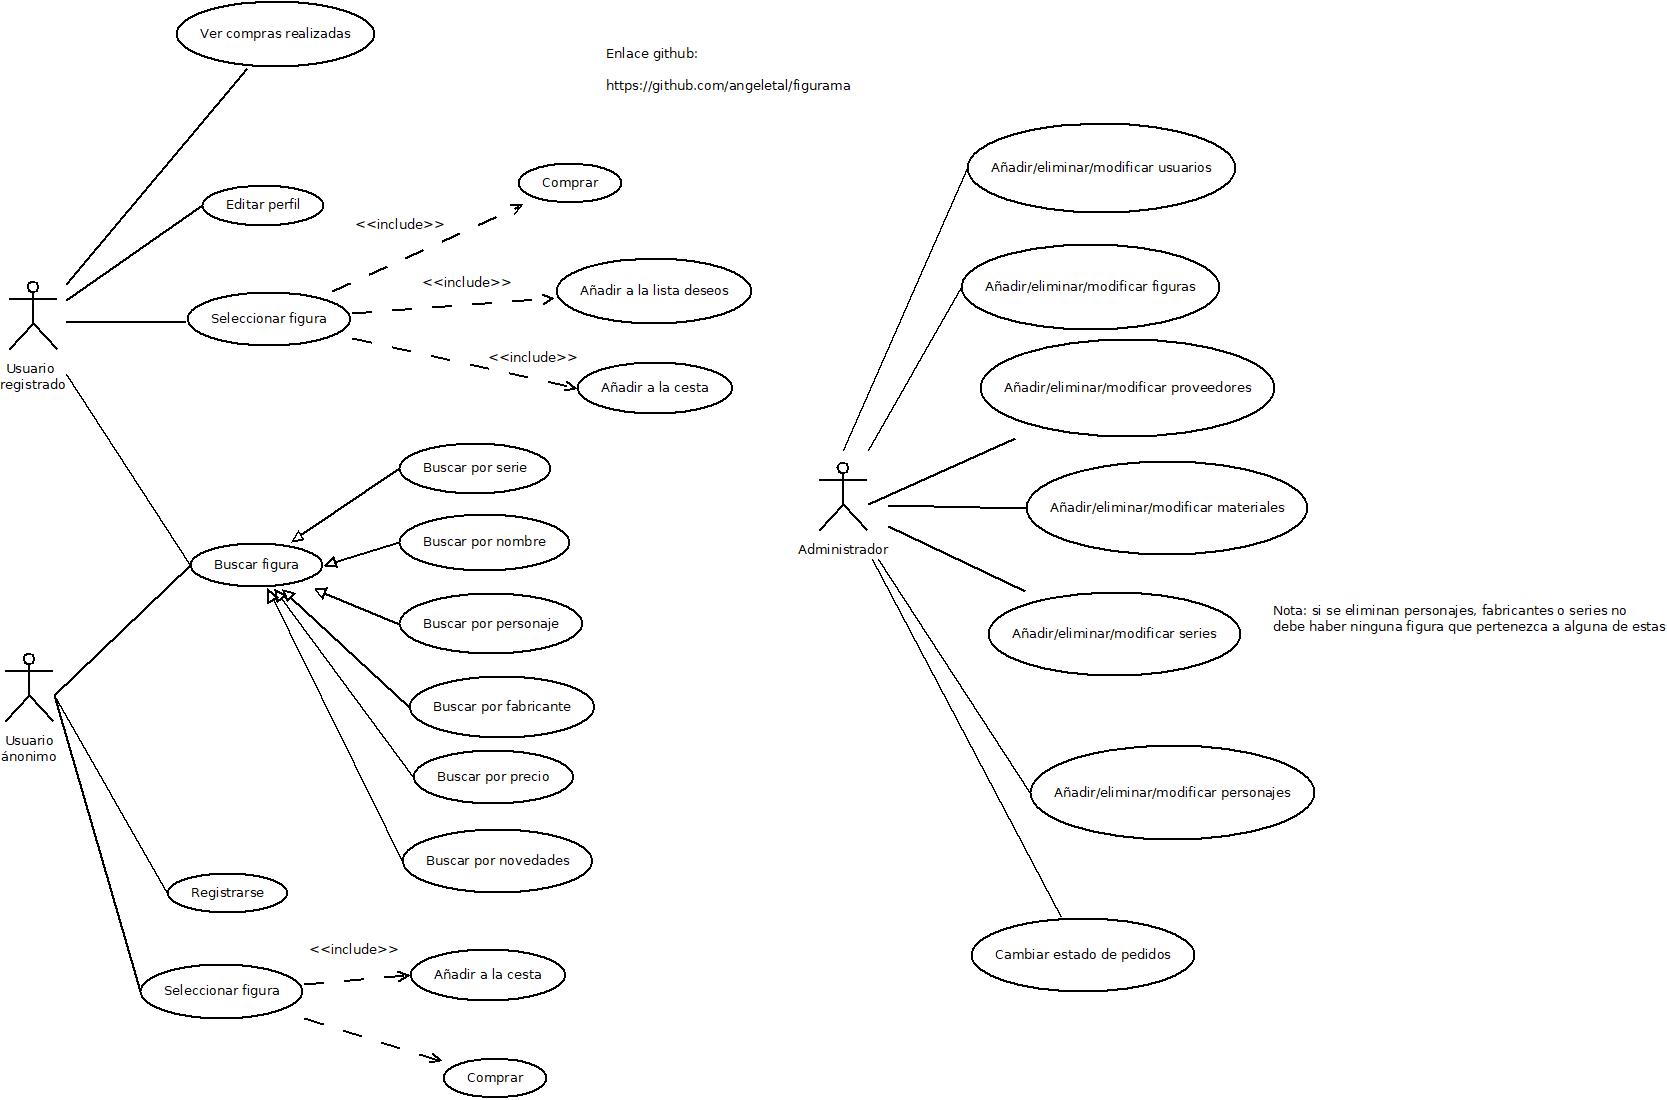 Ver compras realizadas
Enlace github:
https://github.com/angeletal/figurama
Editar perfil
<<include>>
Comprar
<<include>>
Añadir a la lista deseos
Seleccionar figura
<<include>>
Añadir a la cesta
Usuario
registrado
Buscar por serie
Buscar por nombre
Buscar figura
Buscar por personaje
Buscar por fabricante
Usuario
ánonimo
Buscar por precio
Buscar por novedades
Registrarse
<<include>>
Añadir a la cesta
Seleccionar figura
Comprar
Añadir/eliminar/modificar usuarios
Añadir/eliminar/modificar figuras
Añadir/eliminar/modificar proveedores
Añadir/eliminar/modificar materiales
Administrador
Añadir/eliminar/modificar series
Nota: si se eliminan personajes, fabricantes o series no
debe haber ninguna figura que pertenezca a alguna de estas
Añadir/eliminar/modificar personajes
Cambiar estado de pedidos